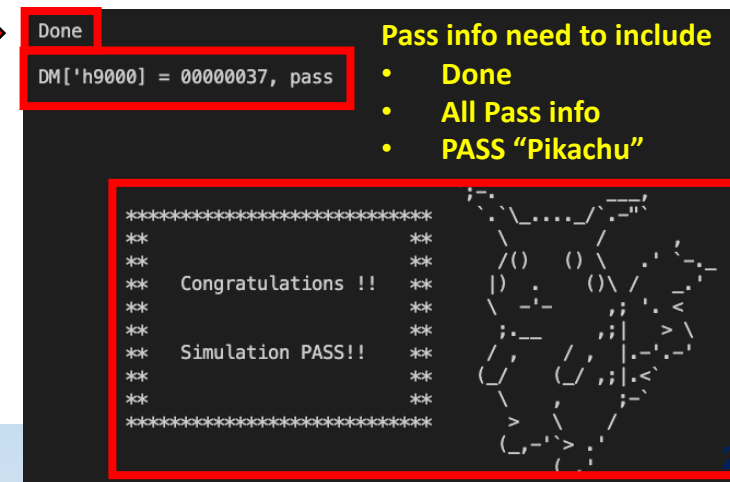 Done
DM['h9000] = 00000037, pass
Pass info need to include
• Done
• All Pass info
• PASS “Pikachu”
****************************
** **
** **
** Congratulations !! **
** **
** **
** Simulation PASS!! **
** **
** **
****************************